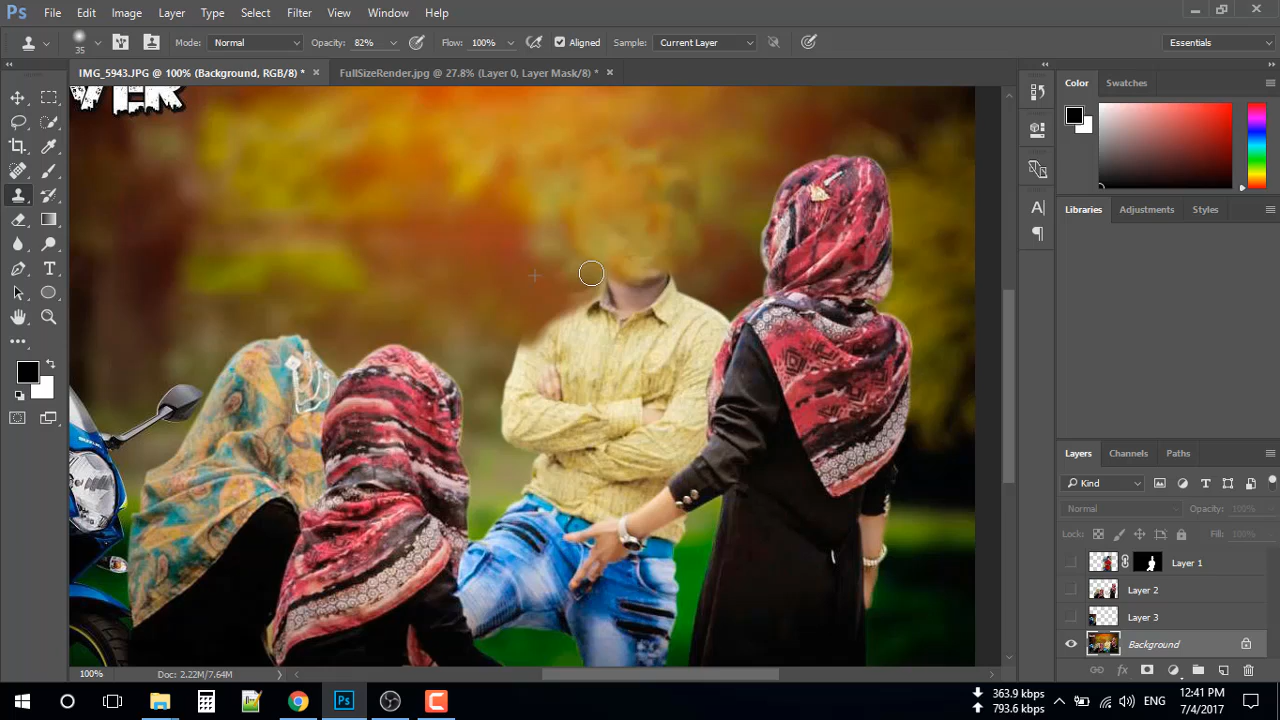 Ps File Edit Image Layer Type Select Filter 3D View Window Help
35 Mode: Normal Opacity: 82% Flow: 100% Aligned Sample: Current Layer Essentials
IMG_5943.JPG @ 100% (Background, RGB/8) * × FullSizeRender.jpg @ 27.8% (Layer 0, Layer Mask/8) * ×
VER
Color Swatches
Libraries Adjustments Styles
Layers Channels Paths
Kind
Normal Opacity: 100%
Lock: Fill: 100%
Layer 1
Layer 2
Layer 3
Background
100% Doc: 2.22M/7.64M
SUZUKI
363.9 kbps
793.6 kbps
ENG
12:41 PM
7/4/2017